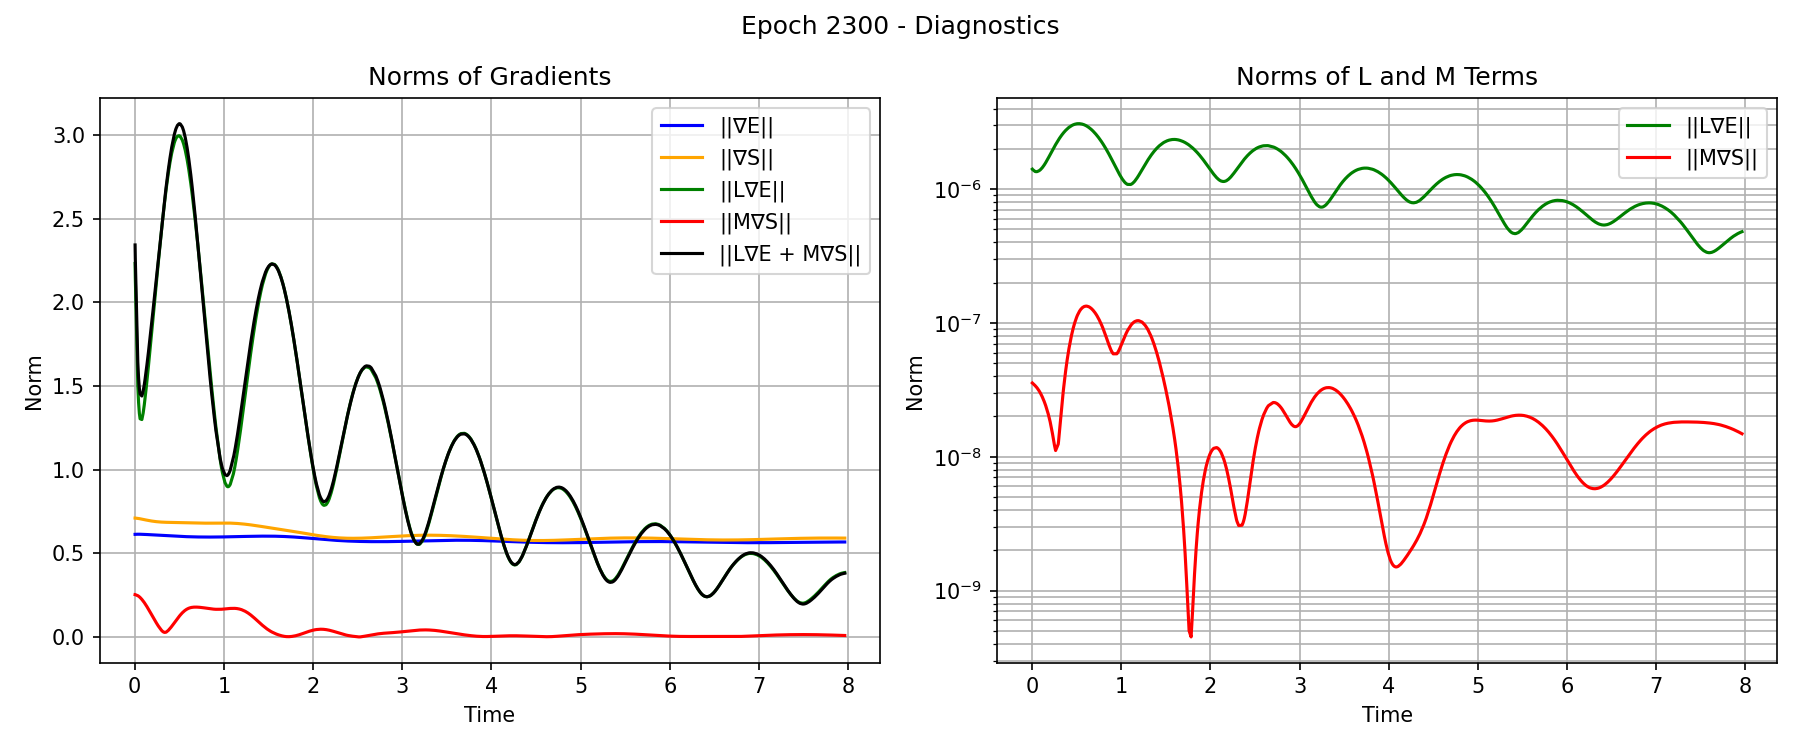 Epoch 2300 - Diagnostics
Norms of Gradients
Norm
3.0
2.5
2.0
1.5
1.0
0.5
0.0
||∇E||
||∇S||
||L∇E||
||M∇S||
||L∇E + M∇S||
0 1 2 3 4 5 6 7 8
Time
Norms of L and M Terms
Norm
10⁻⁶
10⁻⁷
10⁻⁸
10⁻⁹
||L∇E||
||M∇S||
0 1 2 3 4 5 6 7 8
Time